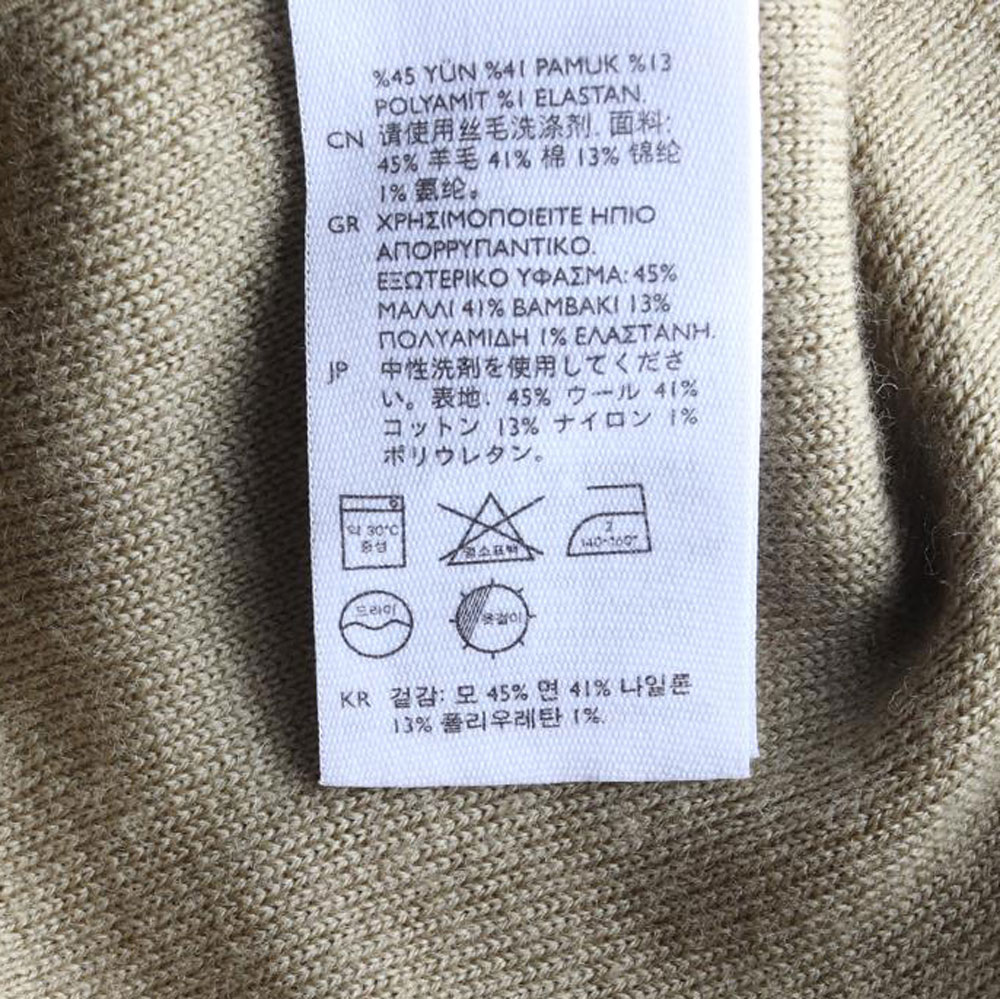 %45 YÜN %41 PAMUK %13
POLYAMİT %1 ELASTAN.
CN 请使用丝毛洗涤剂. 面料:
45% 羊毛 41% 棉 13% 锦纶
1% 氨纶。
GR ΧΡΗΣΙΜΟΠΟΙΕΙΤΕ ΗΠΙΟ
ΑΠΟΡΡΥΠΑΝΤΙΚΟ.
ΕΞΩΤΕΡΙΚΟ ΥΦΑΣΜΑ: 45%
ΜΑΛΛΙ 41% ΒΑΜΒΑΚΙ 13%
ΠΟΛΥΑΜΙΔΗ 1% ΕΛΑΣΤΑΝΗ.
JP 中性洗剤を使用してくださ
い。表地. 45% ウール 41%
コットン 13% ナイロン 1%
ポリウレタン。
약 30°C
중성
염소표백
2
140~160°
드라이
옷걸이
KR 겉감: 모 45% 면 41% 나일론
13% 폴리우레탄 1%.